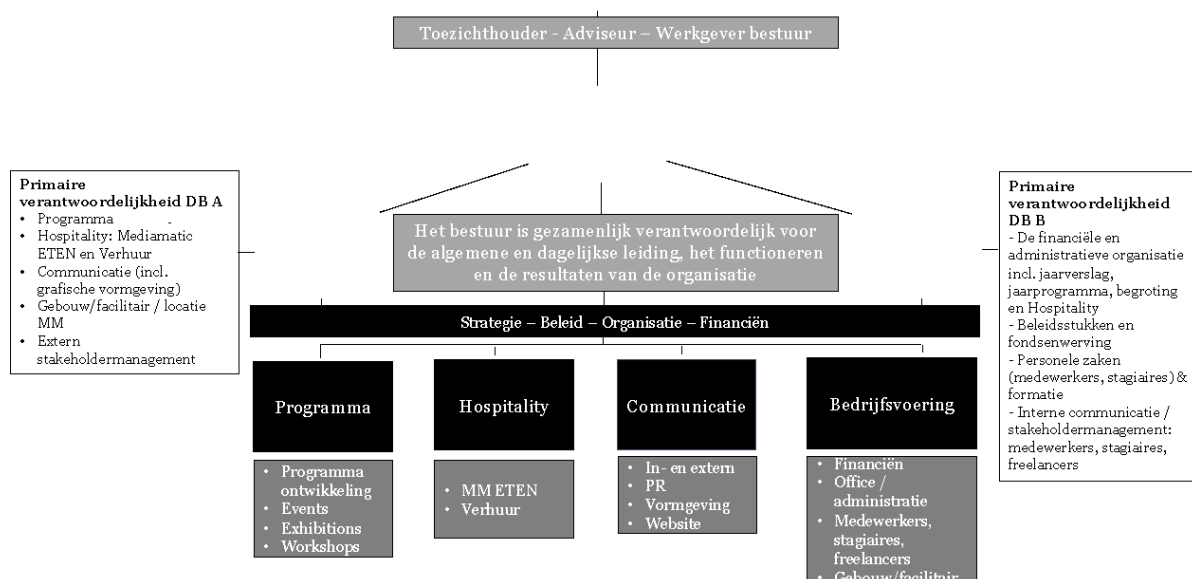 Toezichthouder - Adviseur – Werkgever bestuur
Primaire
verantwoordelijkheid DB A
• Programma
• Hospitality: Mediamatic
ETEN en Verhuur
• Communicatie (incl.
grafische vormgeving)
• Gebouw/facilitair / locatie
MM
• Extern
stakeholdermanagement
Het bestuur is gezamenlijk verantwoordelijk voor
de algemene en dagelijkse leiding, het functioneren
en de resultaten van de organisatie
Primaire
verantwoordelijkheid
DB B
- De financiële en
administratieve organisatie
incl. jaarverslag,
jaarprogramma, begroting
en Hospitality
- Beleidsstukken en
fondsenwerving
- Personele zaken
(medewerkers, stagiaires) &
formatie
- Interne communicatie /
stakeholdermanagement:
medewerkers, stagiaires,
freelancers
Strategie – Beleid – Organisatie – Financiën
Programma
• Programma
ontwikkeling
• Events
• Exhibitions
• Workshops
Hospitality
• MM ETEN
• Verhuur
Communicatie
• In- en extern
• PR
• Vormgeving
• Website
Bedrijfsvoering
• Financiën
• Office /
administratie
• Medewerkers,
stagiaires,
freelancers
• Gebouw/facilitair